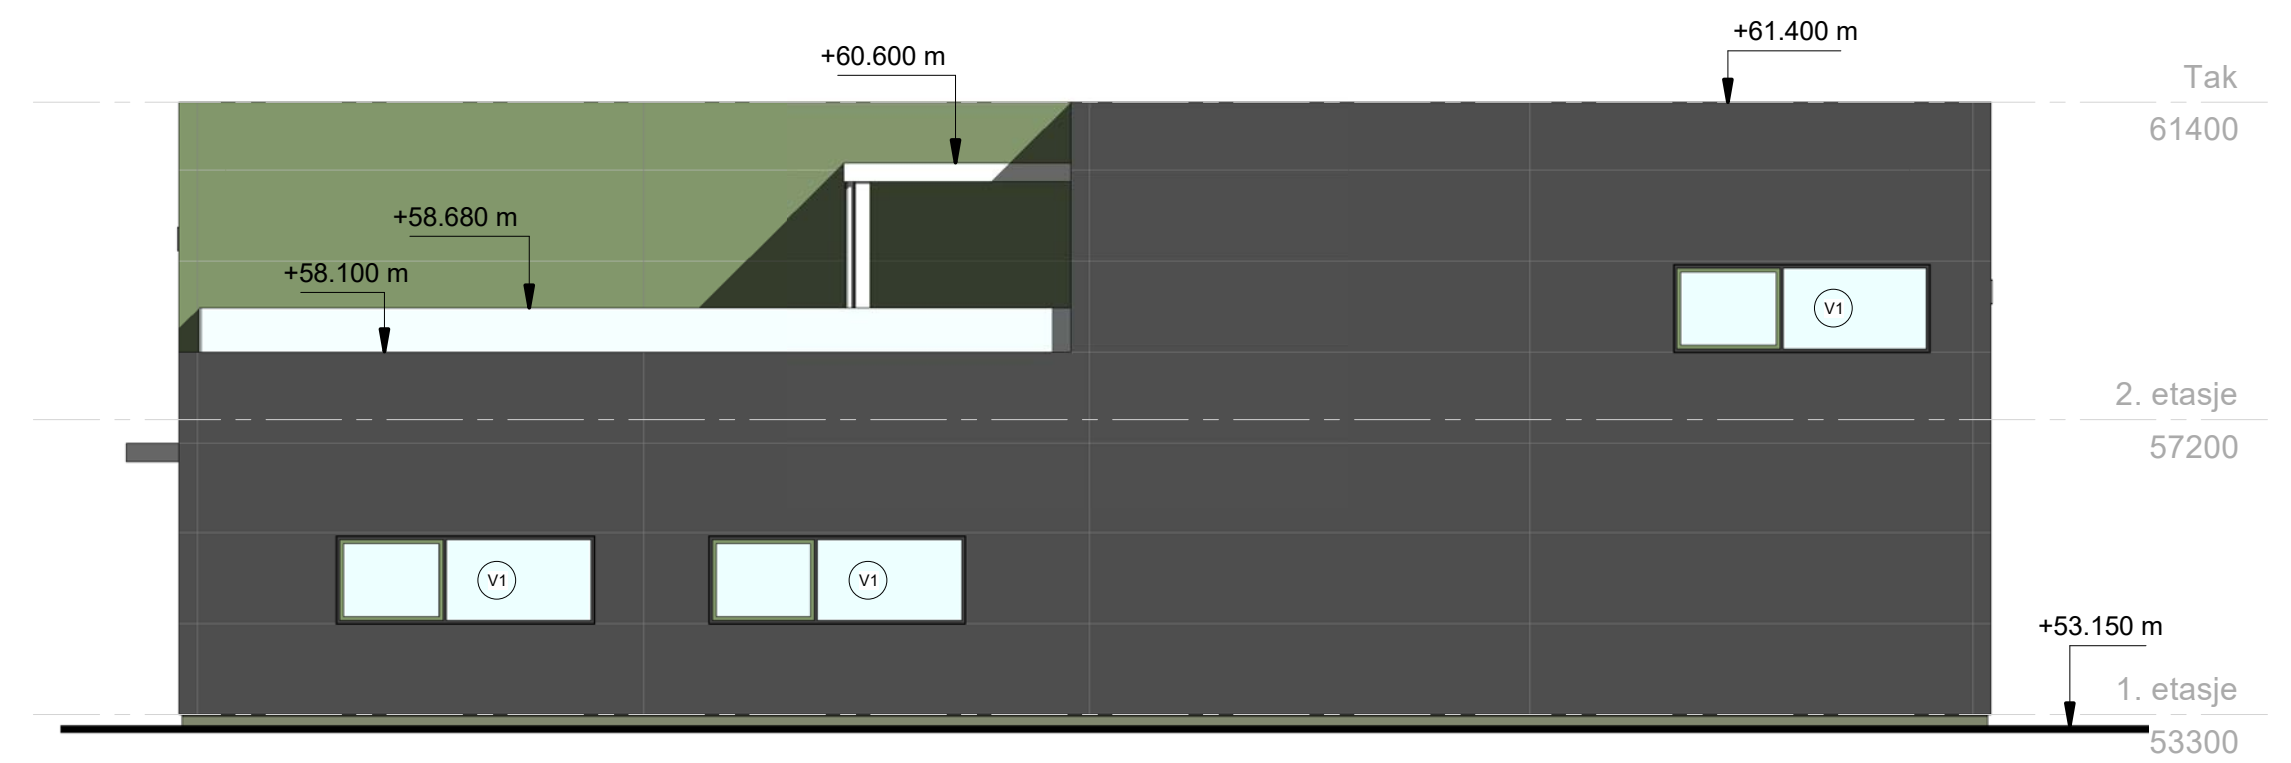 +61.400 m
+60.600 m
Tak
61400
+58.680 m
+58.100 m
V1
2. etasje
57200
V1
V1
+53.150 m
1. etasje
53300